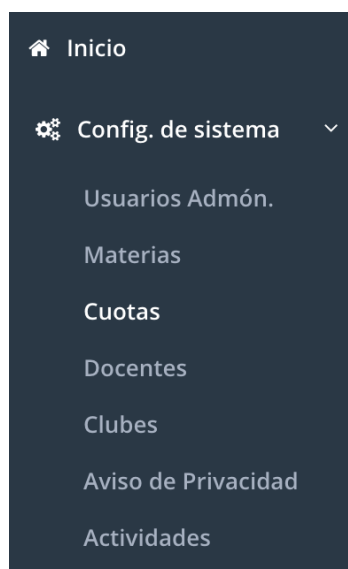 Inicio
Config. de sistema
Usuarios Admón.
Materias
Cuotas
Docentes
Clubes
Aviso de Privacidad
Actividades